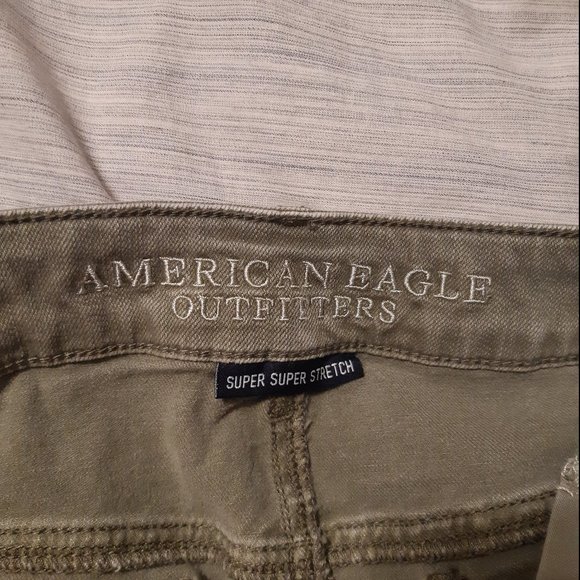 AMERICAN EAGLE
OUTFITTERS
SUPER SUPER STRETCH